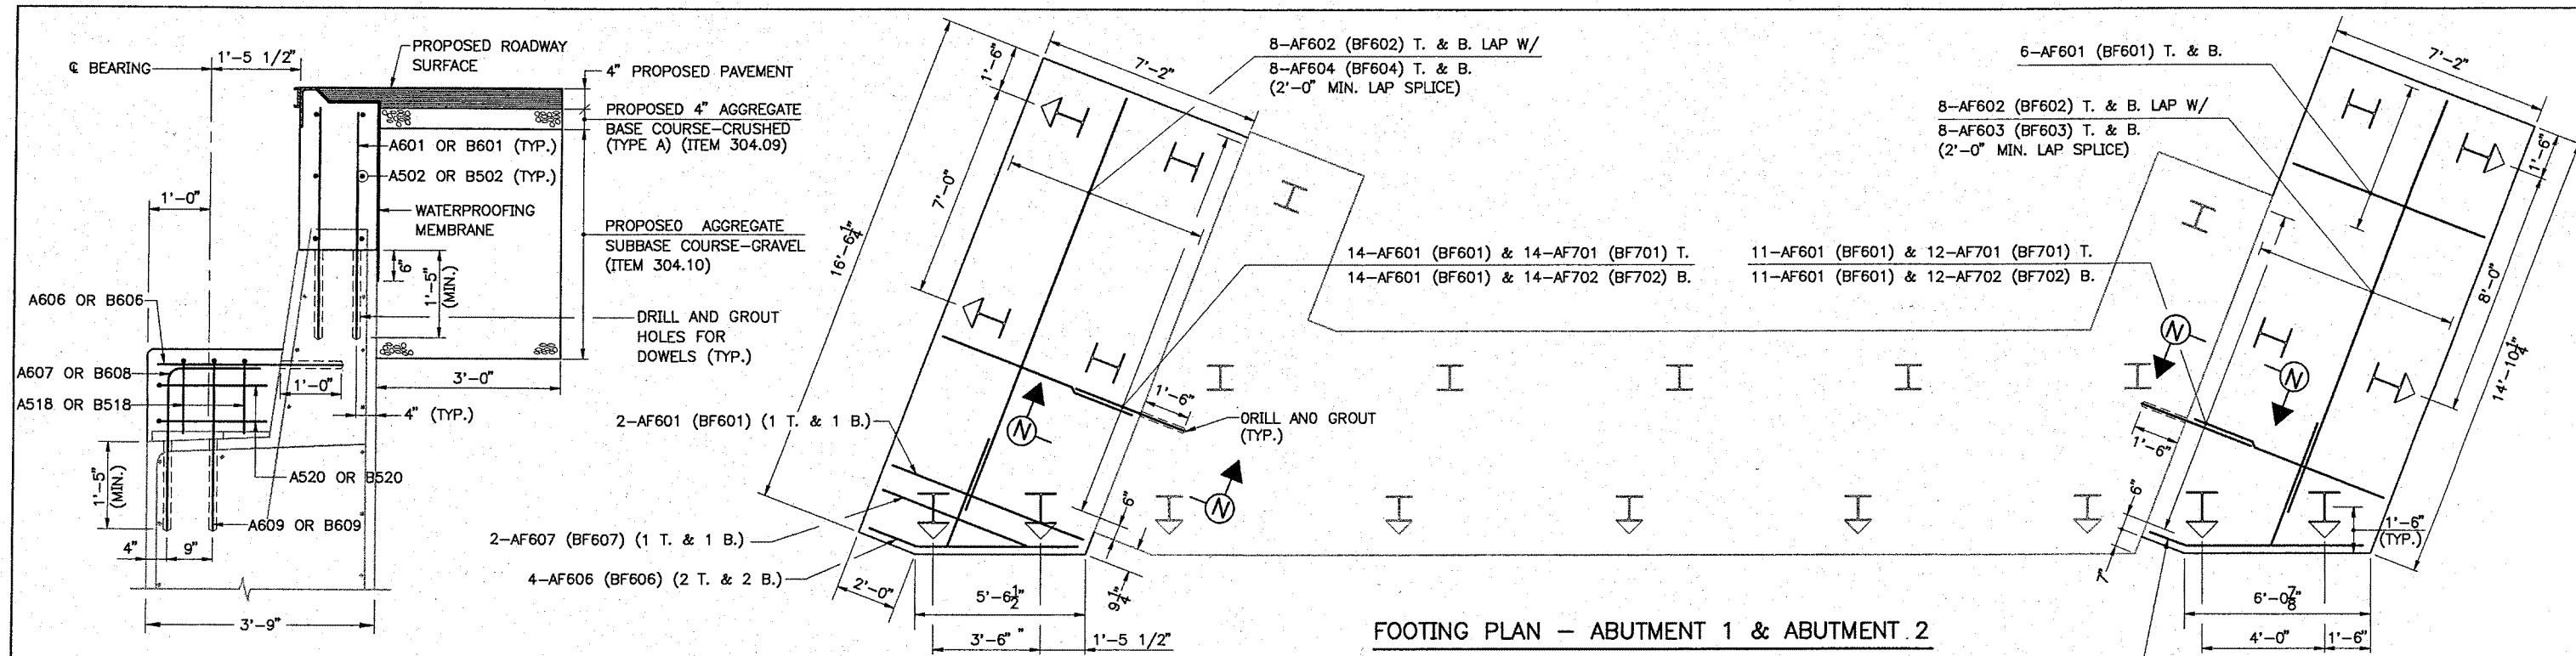 ℄ BEARING
1'-5 1/2"
PROPOSED ROADWAY
SURFACE
4" PROPOSED PAVEMENT
PROPOSED 4" AGGREGATE
BASE COURSE-CRUSHED
(TYPE A) (ITEM 304.09)
A601 OR B601 (TYP.)
A502 OR B502 (TYP.)
1'-0"
WATERPROOFING
MEMBRANE
PROPOSED AGGREGATE
SUBBASE COURSE-GRAVEL
(ITEM 304.10)
6"
1'-5"
(MIN.)
A606 OR B606
DRILL AND GROUT
HOLES FOR
DOWELS (TYP.)
A607 OR B608
1'-0"
3'-0"
A518 OR B518
4" (TYP.)
1'-5"
(MIN.)
A520 OR B520
A609 OR B609
4"
9"
3'-9"
1'-6"
7'-2"
8-AF602 (BF602) T. & B. LAP W/
8-AF604 (BF604) T. & B.
(2'-0" MIN. LAP SPLICE)
7'-0"
16'-6 1/4"
14-AF601 (BF601) & 14-AF701 (BF701) T.
14-AF601 (BF601) & 14-AF702 (BF702) B.
2-AF601 (BF601) (1 T. & 1 B.)
1'-6"
DRILL AND GROUT
(TYP.)
N
N
6"
2-AF607 (BF607) (1 T. & 1 B.)
4-AF606 (BF606) (2 T. & 2 B.)
2'-0"
5'-6 1/2"
9 1/4"
3'-6" "
1'-5 1/2"
6-AF601 (BF601) T. & B.
7'-2"
8-AF602 (BF602) T. & B. LAP W/
8-AF603 (BF603) T. & B.
(2'-0" MIN. LAP SPLICE)
1'-6"
11-AF601 (BF601) & 12-AF701 (BF701) T.
11-AF601 (BF601) & 12-AF702 (BF702) B.
8'-0"
14'-10 1/4"
N
N
1'-6"
6"
1'-6"
(TYP.)
7"
6'-0 7/8"
4'-0"
1'-6"
FOOTING PLAN - ABUTMENT 1 & ABUTMENT 2